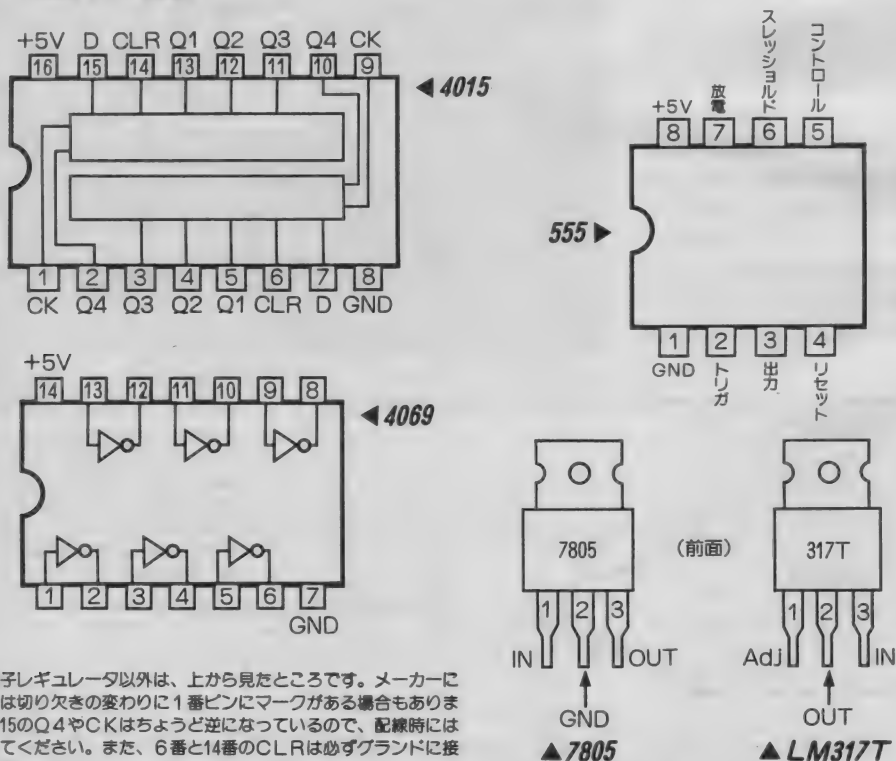 +5V D CLR Q1 Q2 Q3 Q4 CK
16 15 14 13 12 11 10 9
◀4015
1 2 3 4 5 6 7 8
CK Q4 Q3 Q2 Q1 CLR D GND
+5V
放電
スレッショルド
コントロール
8 7 6 5
555▶
1 2 3 4
GND
トリガ
出力
リセット
+5V
14 13 12 11 10 9 8
◀4069
1 2 3 4 5 6 7
GND
7805
(前面)
317T
1 2 3
IN
OUT
GND
▲7805
1 2 3
Adj
IN
OUT
▲LM317T
子レギュレータ以外は、上から見たところです。メーカーに
は切り欠きの変わりに1番ピンにマークがある場合もありま
15のQ4やCKはちょうど逆になっているので、配線時には
てください。また、6番と14番のCLRは必ずグランドに接